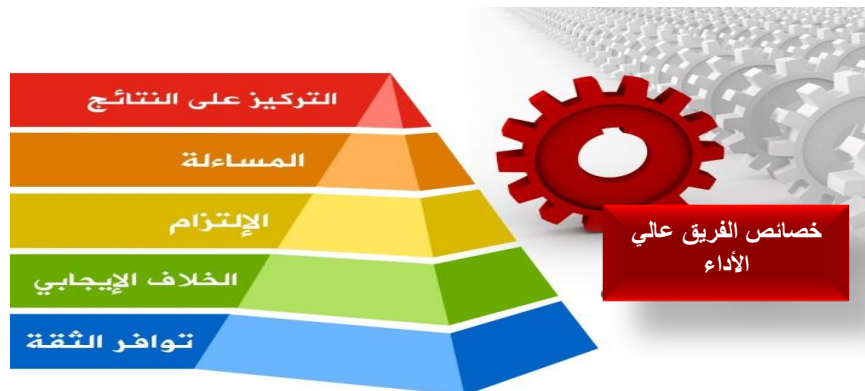 التركيز على النتائج
المساءلة
الإلتزام
الخلاف الإيجابي
توافر الثقة
خصائص الفريق عالي
الأداء